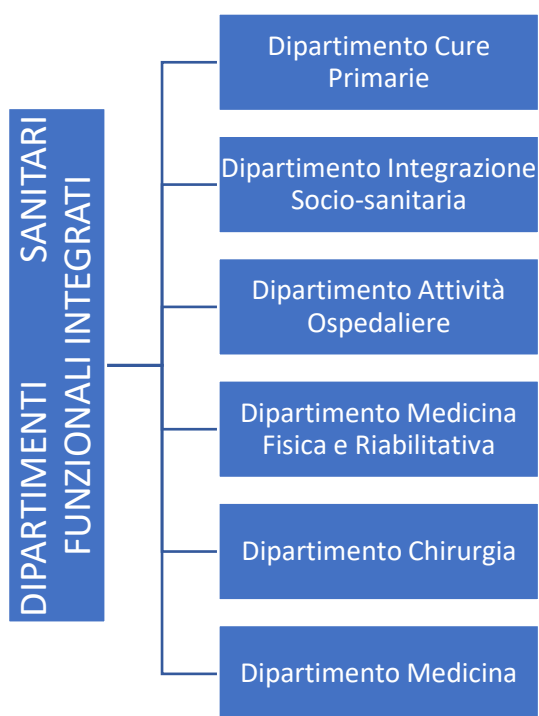 DIPARTIMENTI SANITARI
FUNZIONALI INTEGRATI
Dipartimento Cure
Primarie
Dipartimento Integrazione
Socio-sanitaria
Dipartimento Attività
Ospedaliere
Dipartimento Medicina
Fisica e Riabilitativa
Dipartimento Chirurgia
Dipartimento Medicina